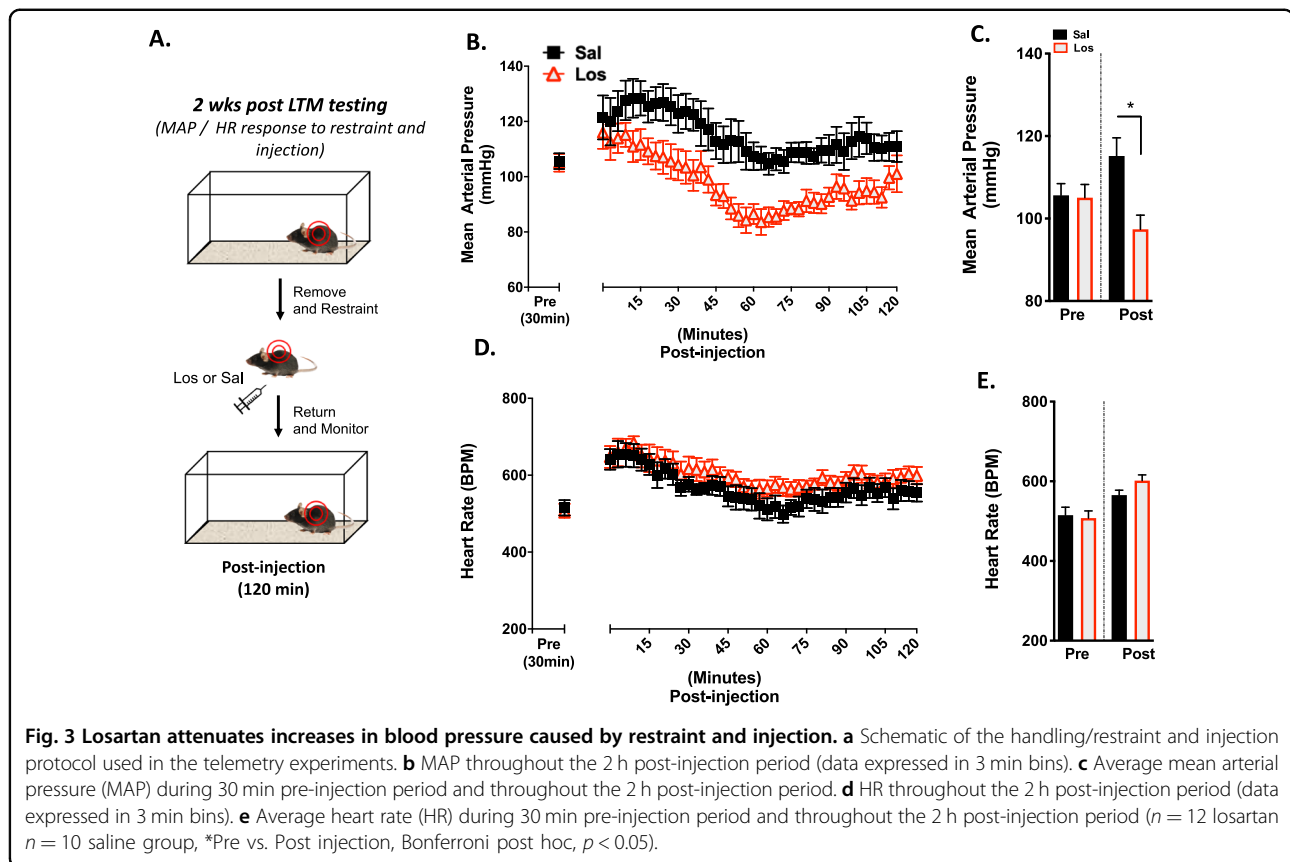 A.
2 wks post LTM testing
(MAP / HR response to restraint and
injection)
Remove
and Restraint
Los or Sal
Return
and Monitor
Post-injection
(120 min)
B.
Sal
Los
Mean Arterial Pressure
(mmHg)
140
120
100
80
60
Pre
(30min)
15
30
45
60
75
90
105
120
(Minutes)
Post-injection
C.
Sal
Los
Mean Arterial Pressure
(mmHg)
140
120
100
80
*
Pre
Post
D.
Heart Rate (BPM)
800
600
400
200
Pre
(30min)
15
30
45
60
75
90
105
120
(Minutes)
Post-injection
E.
Heart Rate (BPM)
800
600
400
200
Pre
Post
Fig. 3 Losartan attenuates increases in blood pressure caused by restraint and injection. a Schematic of the handling/restraint and injection
protocol used in the telemetry experiments. b MAP throughout the 2 h post-injection period (data expressed in 3 min bins). c Average mean arterial
pressure (MAP) during 30 min pre-injection period and throughout the 2 h post-injection period. d HR throughout the 2 h post-injection period (data
expressed in 3 min bins). e Average heart rate (HR) during 30 min pre-injection period and throughout the 2 h post-injection period (n = 12 losartan
n = 10 saline group, *Pre vs. Post injection, Bonferroni post hoc, p < 0.05).